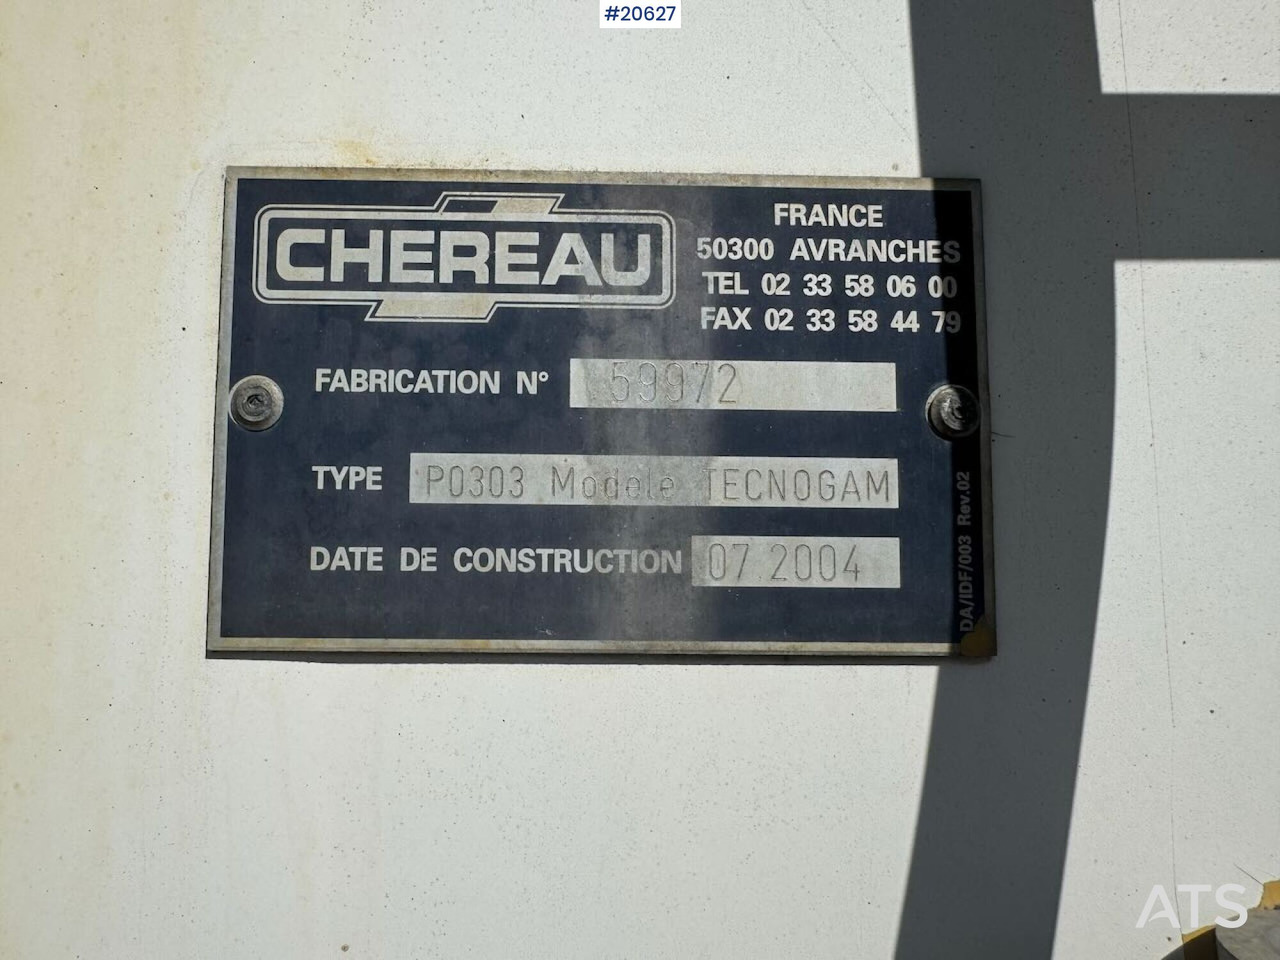 #20627
CHEREAU
FRANCE
50300 AVRANCHES
TEL 02 33 58 06 00
FAX 02 33 58 44 79
FABRICATION N° 59972
TYPE P0303 Modele TECNOGAM
DATE DE CONSTRUCTION 07.2004
DA/IDF/003 Rev.02
ATS